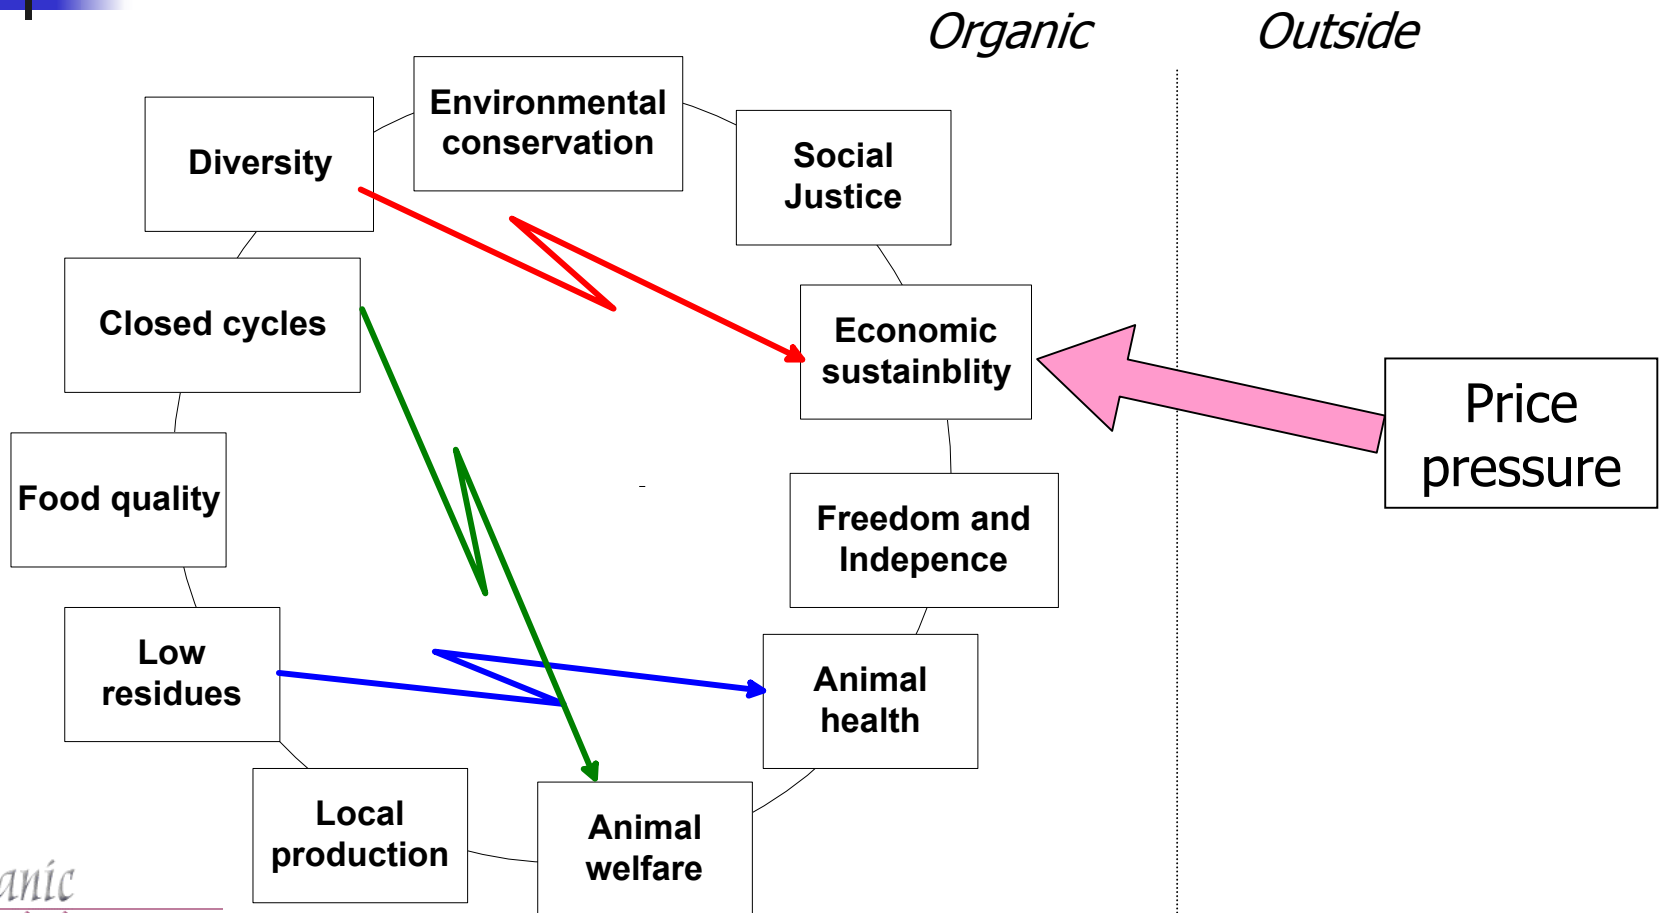 Organic
Outside
Environmental
conservation
Diversity
Social
Justice
Closed cycles
Economic
sustainblity
Price
pressure
Food quality
Freedom and
Indepence
Low
residues
Animal
health
Local
production
Animal
welfare
anic